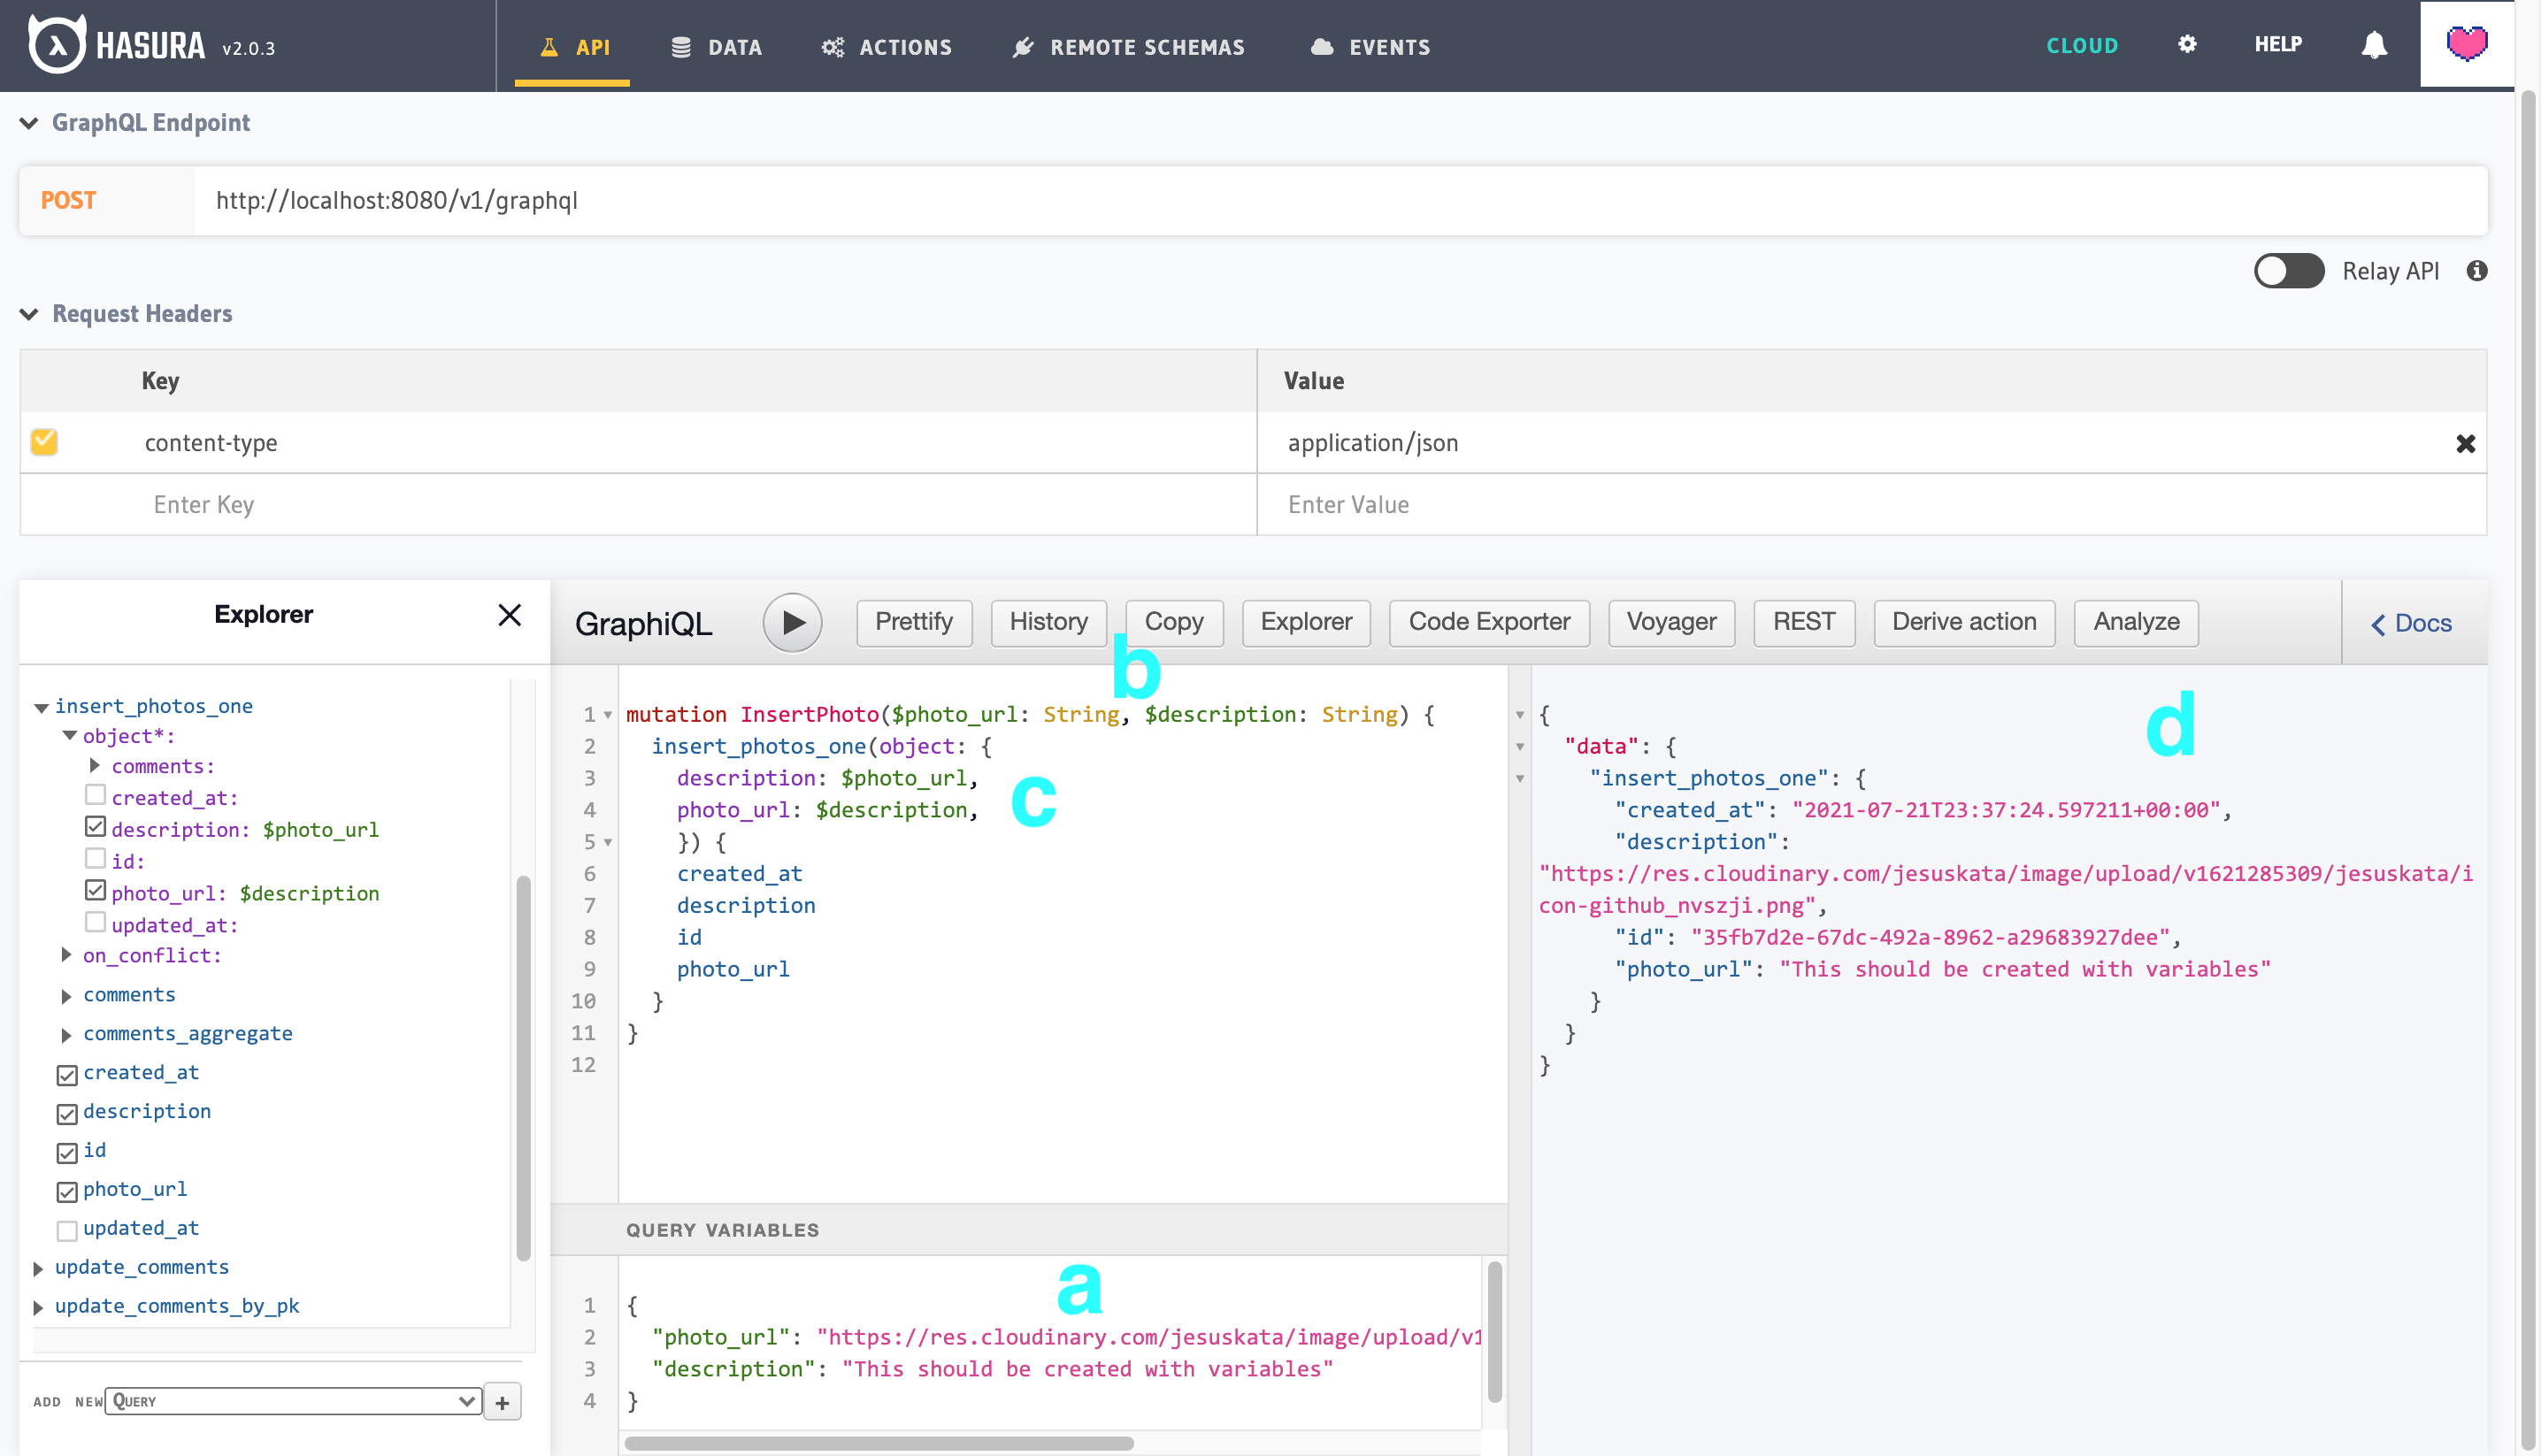 HASURA v2.0.3
API
DATA
ACTIONS
REMOTE SCHEMAS
EVENTS
CLOUD
HELP
GraphQL Endpoint
POST
http://localhost:8080/v1/graphql
Relay API
Request Headers
Key Value
content-type application/json
Enter Key Enter Value
Explorer
insert_photos_one
object*:
comments:
created_at:
description: $photo_url
id:
photo_url: $description
updated_at:
on_conflict:
comments
comments_aggregate
created_at
description
id
photo_url
updated_at
update_comments
update_comments_by_pk
ADD NEW QUERY +
GraphiQL
Prettify
History
Copy
Explorer
Code Exporter
Voyager
REST
Derive action
Analyze
Docs
b
1 mutation InsertPhoto($photo_url: String, $description: String) {
2 insert_photos_one(object: {
3 description: $photo_url,
c
4 photo_url: $description,
5 }) {
6 created_at
7 description
8 id
9 photo_url
10 }
11 }
12
QUERY VARIABLES
a
1 {
2 "photo_url": "https://res.cloudinary.com/jesuskata/image/upload/v1
3 "description": "This should be created with variables"
4 }
d
{
"data": {
"insert_photos_one": {
"created_at": "2021-07-21T23:37:24.597211+00:00",
"description":
"https://res.cloudinary.com/jesuskata/image/upload/v1621285309/jesuskata/i
con-github_nvszji.png",
"id": "35fb7d2e-67dc-492a-8962-a29683927dee",
"photo_url": "This should be created with variables"
}
}
}